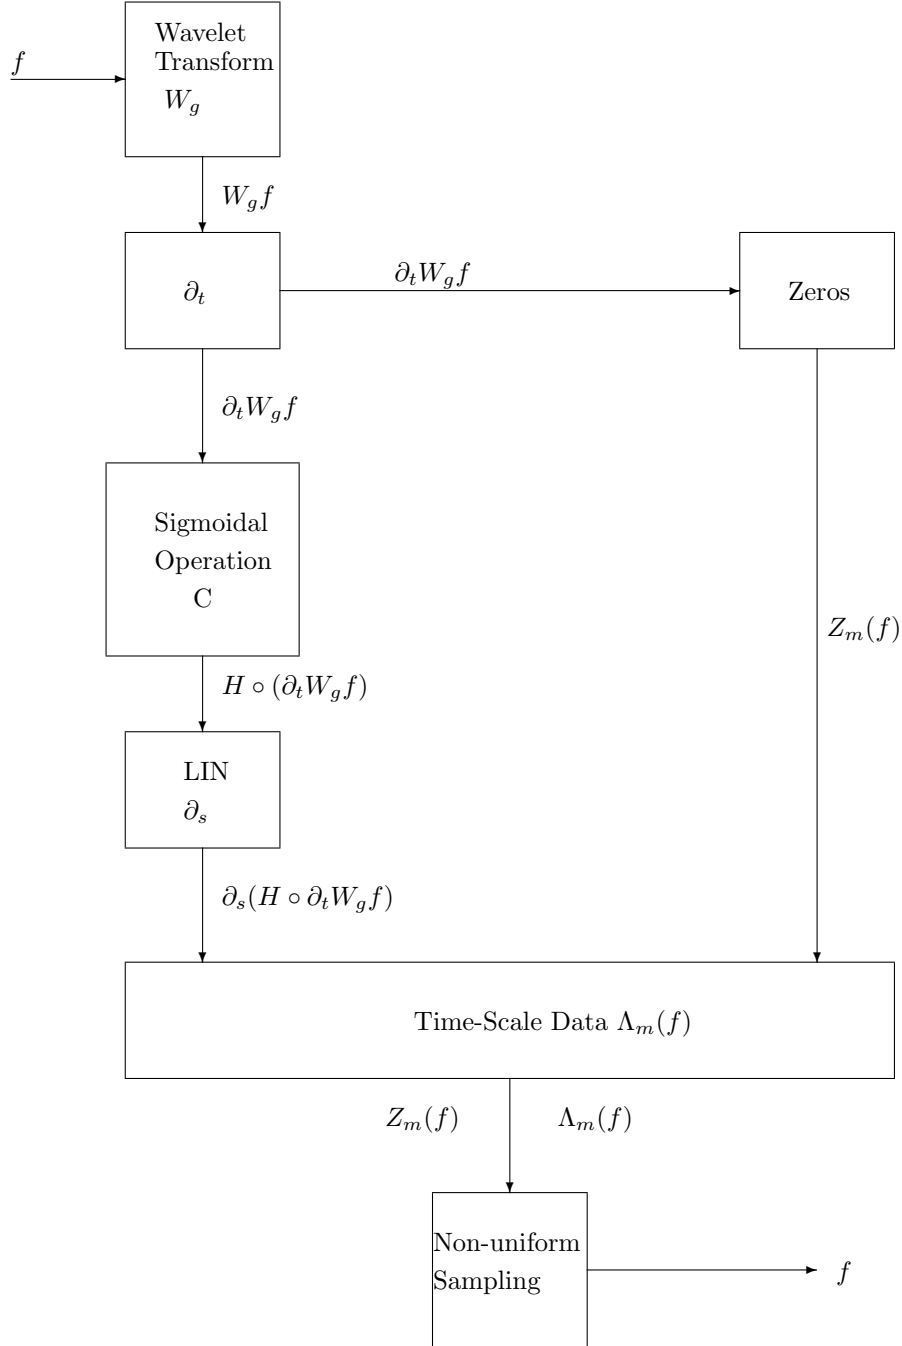 Wavelet
Transform
f
W_g
W_g f
∂_t W_g f
∂_t
Zeros
∂_t W_g f
Sigmoidal
Operation
C
Z_m(f)
H ∘ (∂_t W_g f)
LIN
∂_s
∂_s(H ∘ ∂_t W_g f)
Time-Scale Data Λ_m(f)
Z_m(f) Λ_m(f)
Non-uniform
Sampling
f